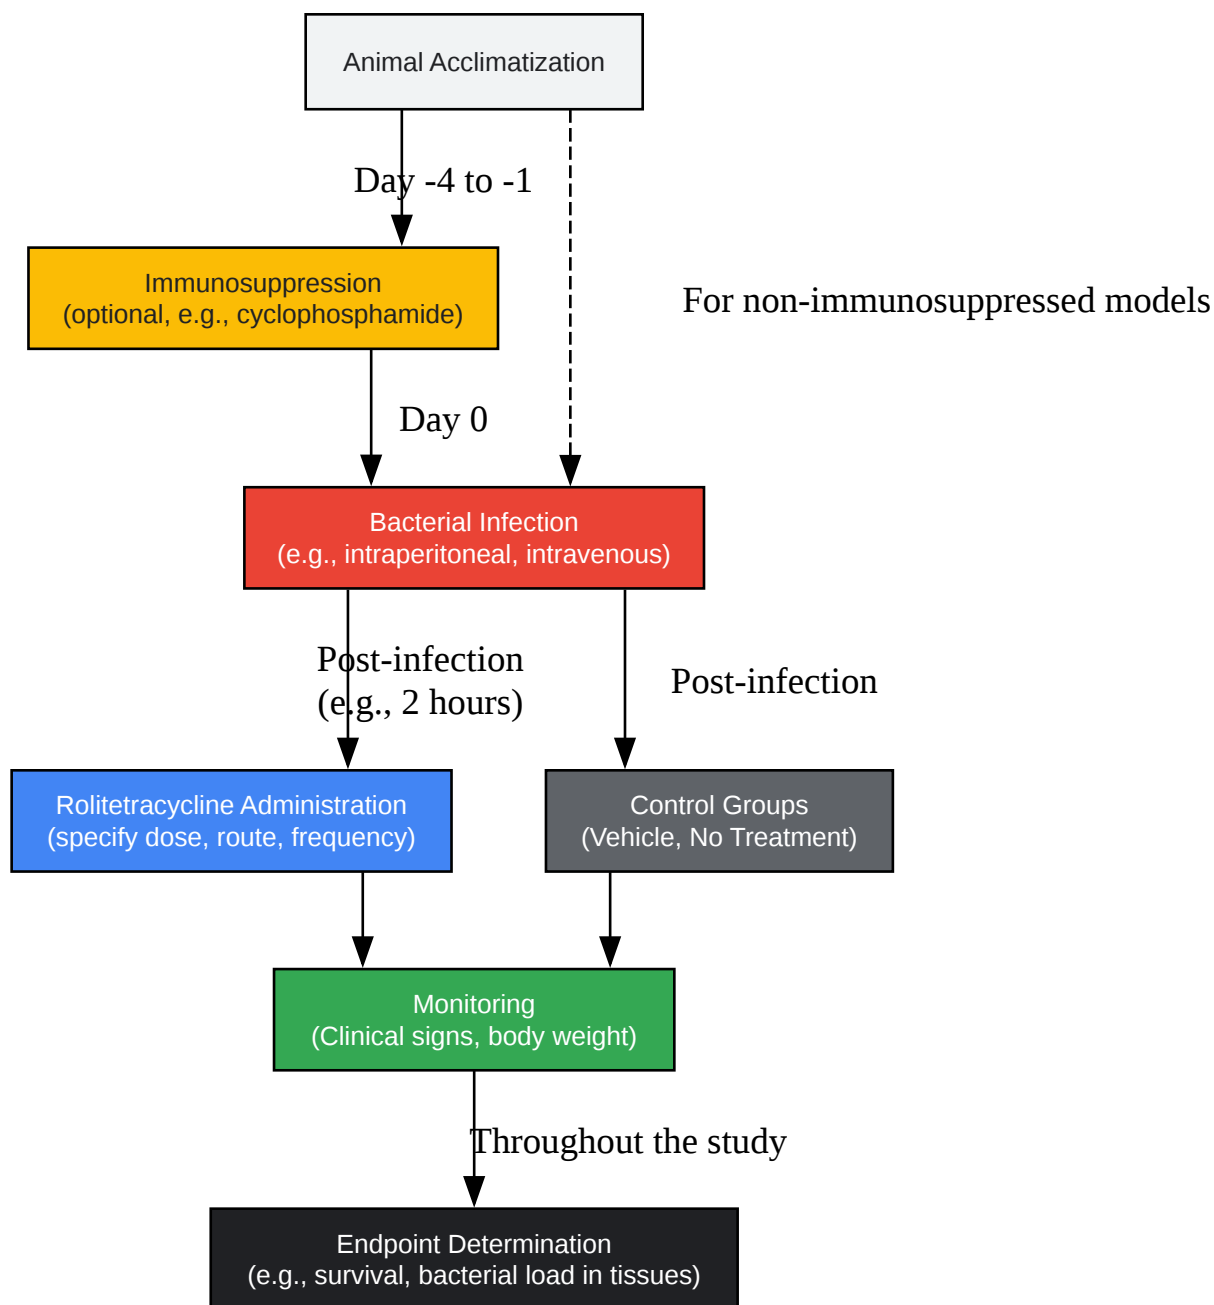 Animal Acclimatization
Day -4 to -1
Immunosuppression
(optional, e.g., cyclophosphamide)
For non-immunosuppressed models
Day 0
Bacterial Infection
(e.g., intraperitoneal, intravenous)
Post-infection
(e.g., 2 hours)
Post-infection
Rolitetracycline Administration
(specify dose, route, frequency)
Control Groups
(Vehicle, No Treatment)
Monitoring
(Clinical signs, body weight)
Throughout the study
Endpoint Determination
(e.g., survival, bacterial load in tissues)